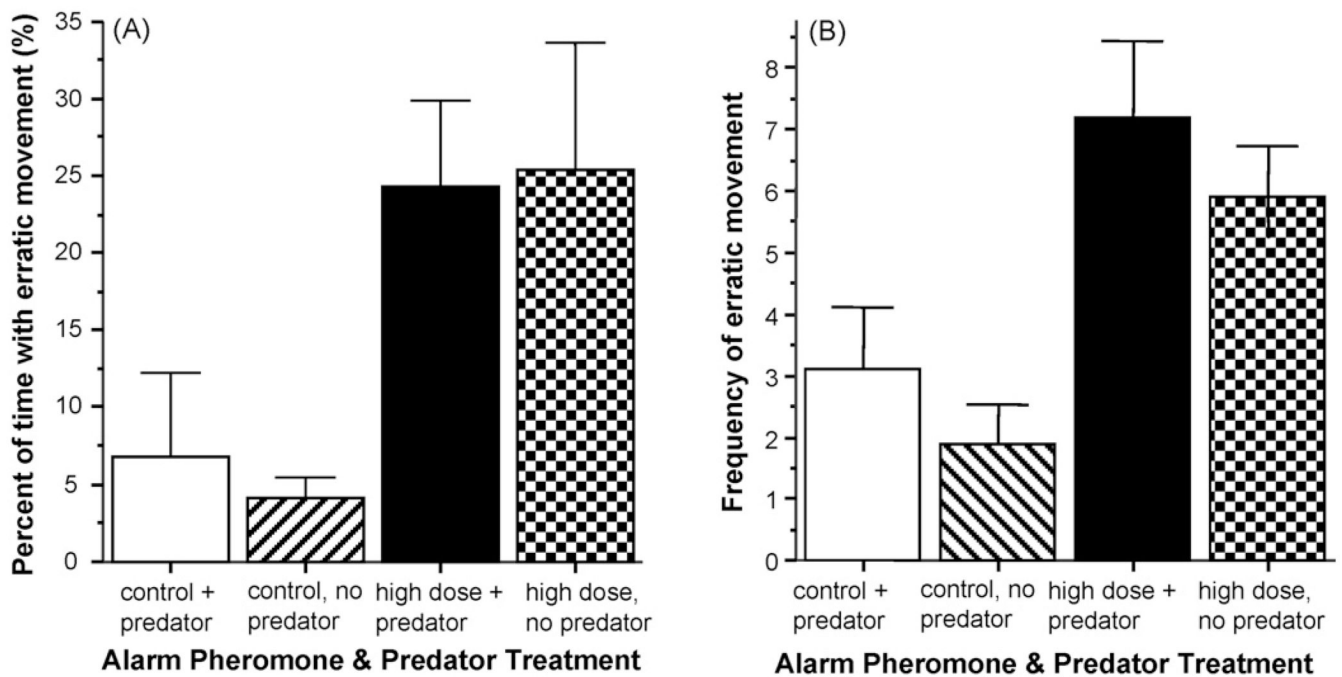 Percent of time with erratic movement (%)
35
30
25
20
15
10
5
0
(A)
control +
predator
control, no
predator
high dose +
predator
high dose,
no predator
Alarm Pheromone & Predator Treatment
Frequency of erratic movement
8
7
6
5
4
3
2
1
0
(B)
control +
predator
control, no
predator
high dose +
predator
high dose,
no predator
Alarm Pheromone & Predator Treatment